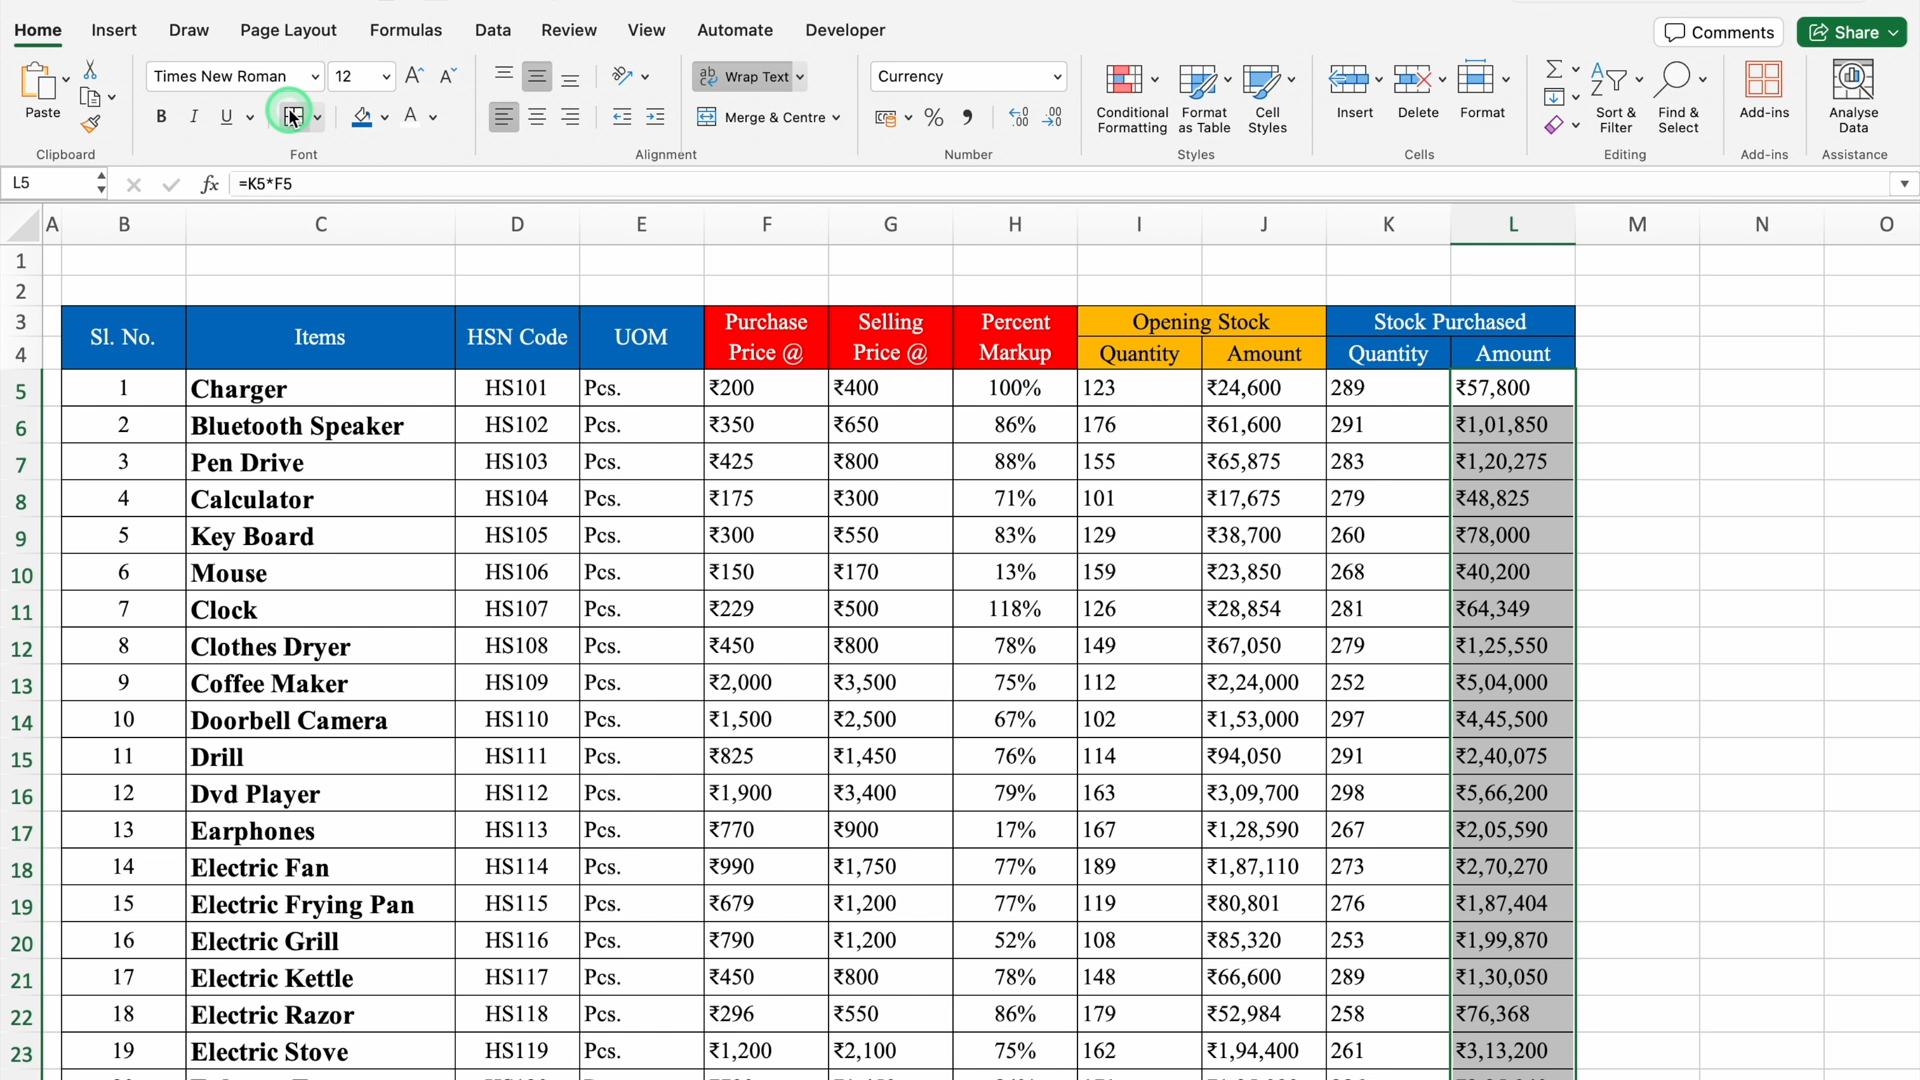 Home Insert Draw Page Layout Formulas Data Review View Automate Developer Comments Share
Times New Roman 12 Wrap Text Currency
Paste B I U A Merge & Centre % Conditional Formatting Format as Table Cell Styles Insert Delete Format Sort & Filter Find & Select Add-ins Analyse Data
Clipboard Font Alignment Number Styles Cells Editing Add-ins Assistance
L5 fx =K5*F5
A B C D E F G H I J K L M N O
1
2
3 Sl. No. Items HSN Code UOM Purchase Price @ Selling Price @ Percent Markup Opening Stock Stock Purchased
4 Quantity Amount Quantity Amount
5 1 Charger HS101 Pcs. ₹200 ₹400 100% 123 ₹24,600 289 ₹57,800
6 2 Bluetooth Speaker HS102 Pcs. ₹350 ₹650 86% 176 ₹61,600 291 ₹1,01,850
7 3 Pen Drive HS103 Pcs. ₹425 ₹800 88% 155 ₹65,875 283 ₹1,20,275
8 4 Calculator HS104 Pcs. ₹175 ₹300 71% 101 ₹17,675 279 ₹48,825
9 5 Key Board HS105 Pcs. ₹300 ₹550 83% 129 ₹38,700 260 ₹78,000
10 6 Mouse HS106 Pcs. ₹150 ₹170 13% 159 ₹23,850 268 ₹40,200
11 7 Clock HS107 Pcs. ₹229 ₹500 118% 126 ₹28,854 281 ₹64,349
12 8 Clothes Dryer HS108 Pcs. ₹450 ₹800 78% 149 ₹67,050 279 ₹1,25,550
13 9 Coffee Maker HS109 Pcs. ₹2,000 ₹3,500 75% 112 ₹2,24,000 252 ₹5,04,000
14 10 Doorbell Camera HS110 Pcs. ₹1,500 ₹2,500 67% 102 ₹1,53,000 297 ₹4,45,500
15 11 Drill HS111 Pcs. ₹825 ₹1,450 76% 114 ₹94,050 291 ₹2,40,075
16 12 Dvd Player HS112 Pcs. ₹1,900 ₹3,400 79% 163 ₹3,09,700 298 ₹5,66,200
17 13 Earphones HS113 Pcs. ₹770 ₹900 17% 167 ₹1,28,590 267 ₹2,05,590
18 14 Electric Fan HS114 Pcs. ₹990 ₹1,750 77% 189 ₹1,87,110 273 ₹2,70,270
19 15 Electric Frying Pan HS115 Pcs. ₹679 ₹1,200 77% 119 ₹80,801 276 ₹1,87,404
20 16 Electric Grill HS116 Pcs. ₹790 ₹1,200 52% 108 ₹85,320 253 ₹1,99,870
21 17 Electric Kettle HS117 Pcs. ₹450 ₹800 78% 148 ₹66,600 289 ₹1,30,050
22 18 Electric Razor HS118 Pcs. ₹296 ₹550 86% 179 ₹52,984 258 ₹76,368
23 19 Electric Stove HS119 Pcs. ₹1,200 ₹2,100 75% 162 ₹1,94,400 261 ₹3,13,200